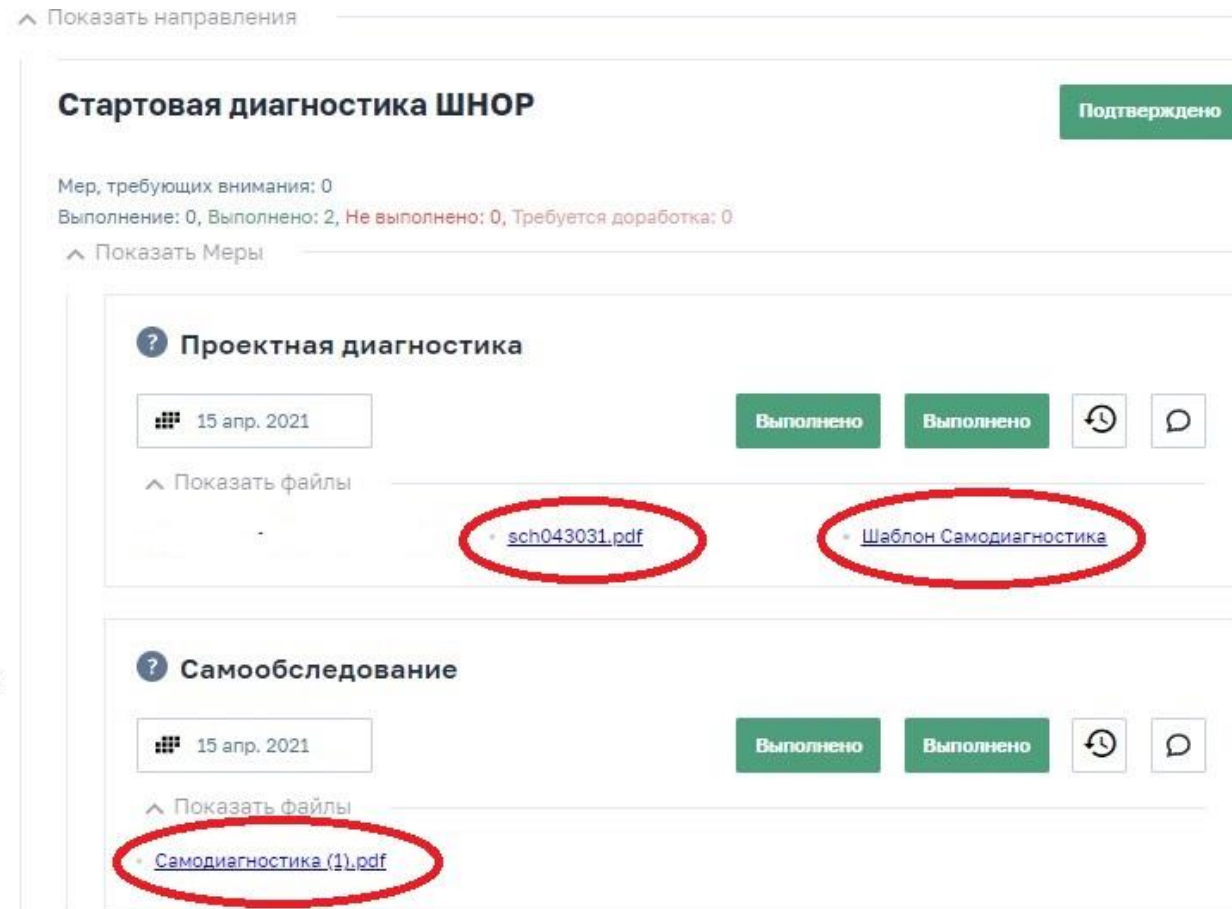 Показать направления
Стартовая диагностика ШНОР
Подтверждено
Мер, требующих внимания: 0
Выполнение: 0, Выполнено: 2, Не выполнено: 0, Требуется доработка: 0
Показать Меры
? Проектная диагностика
15 апр. 2021 Выполнено Выполнено
Показать файлы
- sch043031.pdf Шаблон Самодиагностика
? Самообследование
15 апр. 2021 Выполнено Выполнено
Показать файлы
Самодиагностика (1).pdf